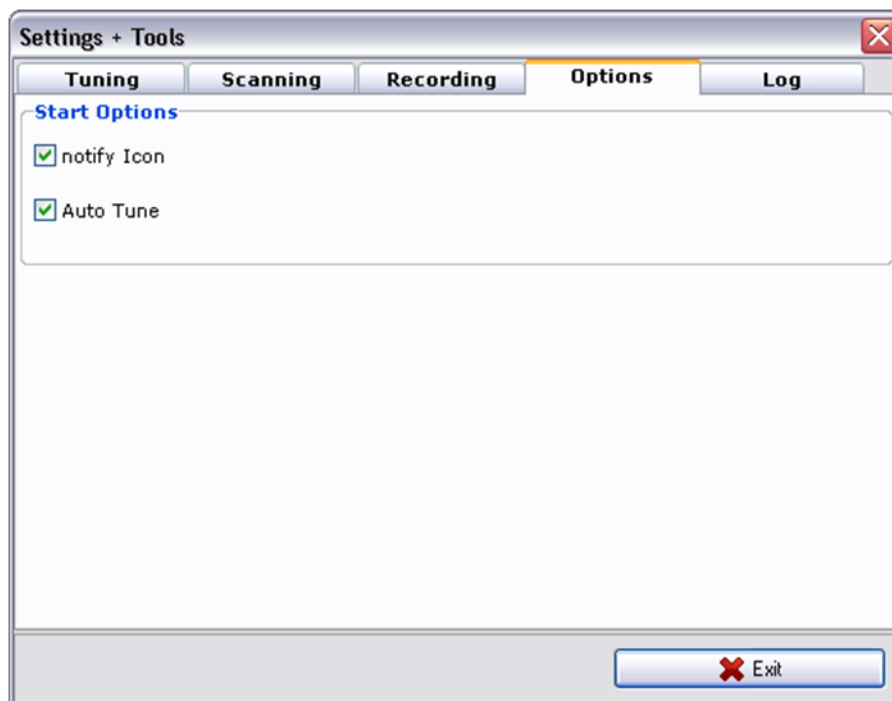 Settings + Tools
Tuning Scanning Recording Options Log
Start Options
notify Icon
Auto Tune
Exit